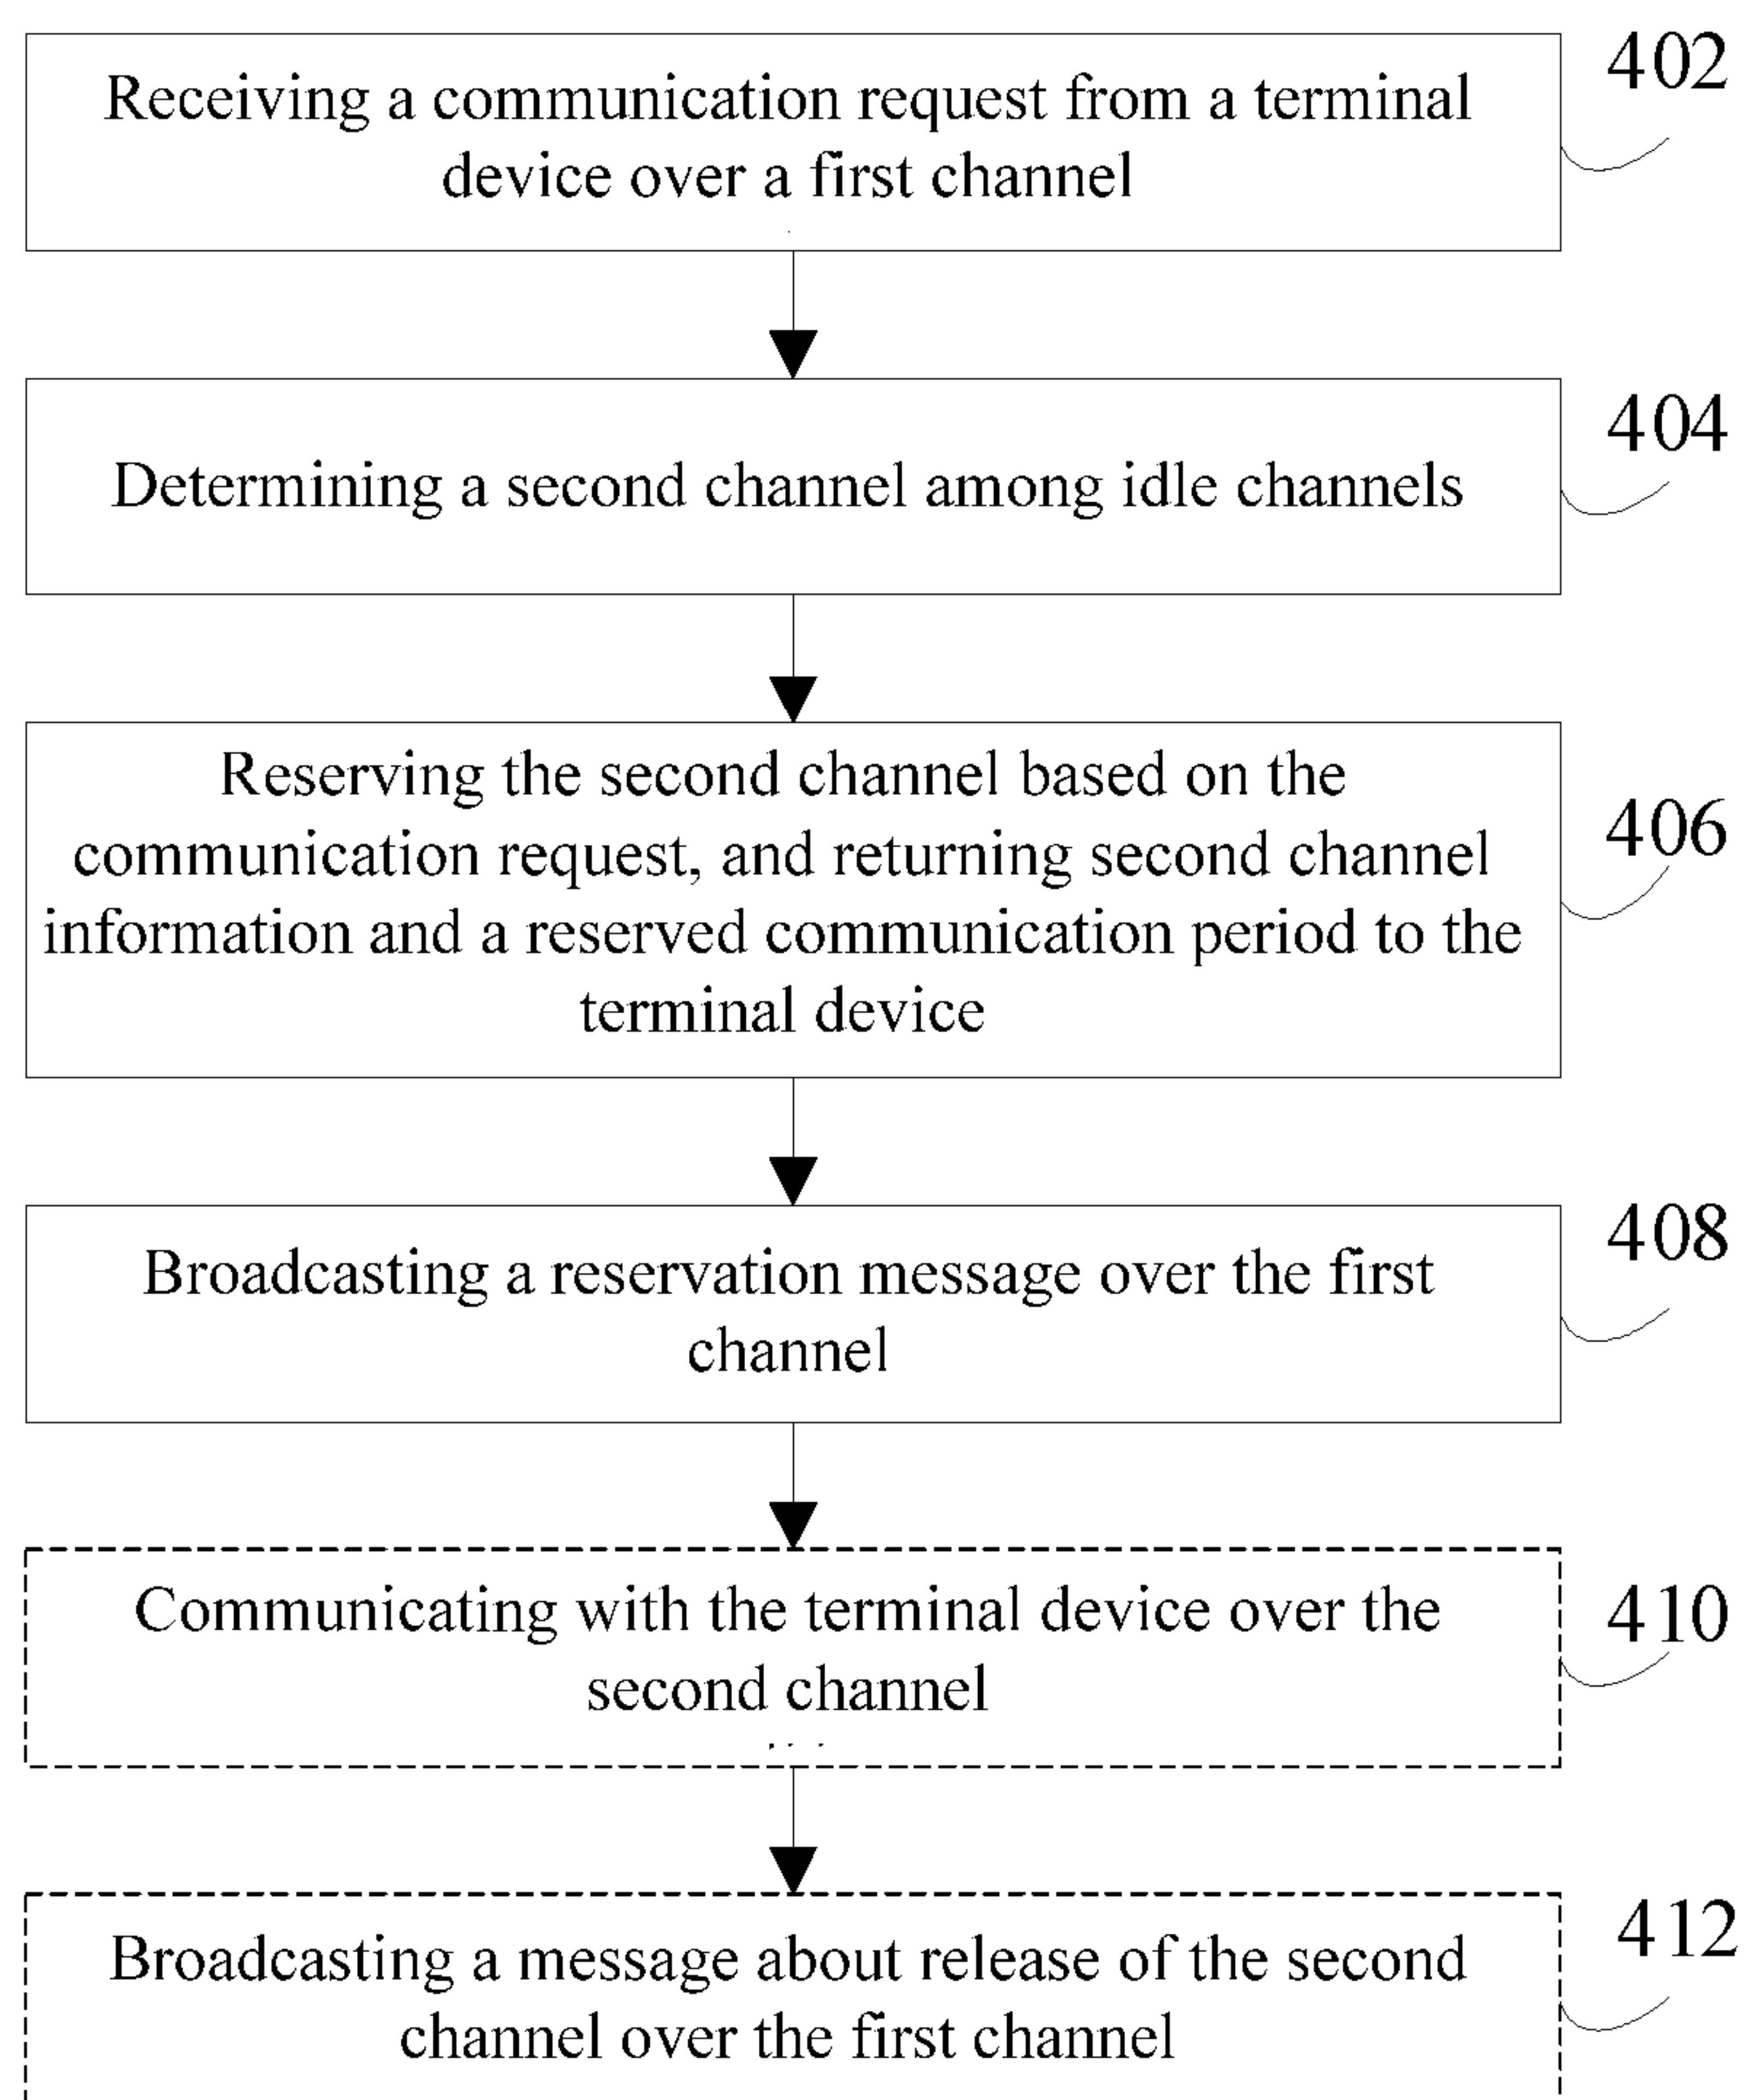 Receiving a communication request from a terminal
device over a first channel
402
Determining a second channel among idle channels
404
Reserving the second channel based on the
communication request, and returning second channel
information and a reserved communication period to the
terminal device
406
Broadcasting a reservation message over the first
channel
408
Communicating with the terminal device over the
second channel
410
Broadcasting a message about release of the second
channel over the first channel
412